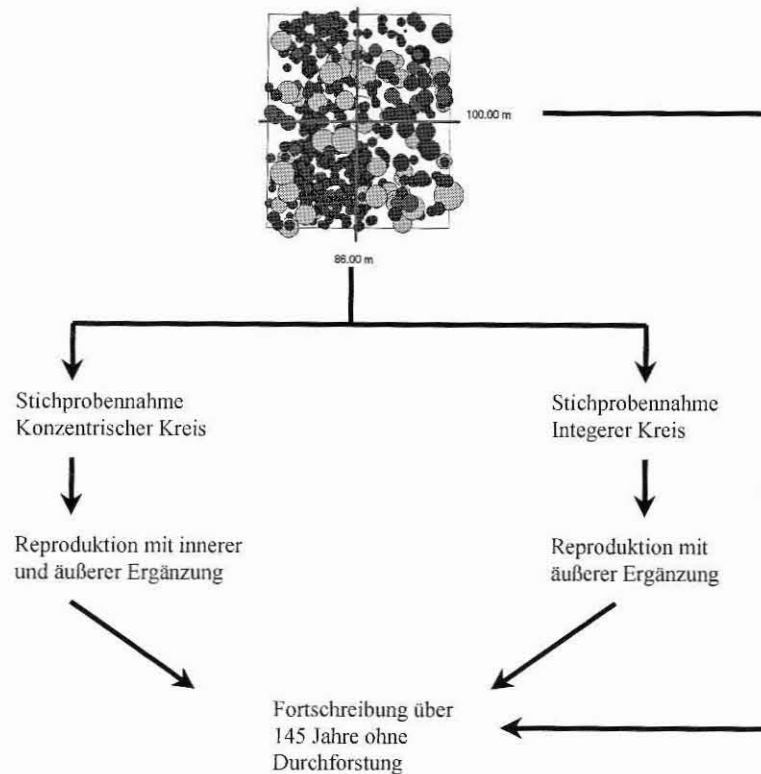 100.00 m
86.00 m
Stichprobennahme
Konzentrischer Kreis
Stichprobennahme
Integerer Kreis
Reproduktion mit innerer
und äußerer Ergänzung
Reproduktion mit
äußerer Ergänzung
Fortschreibung über
145 Jahre ohne
Durchforstung